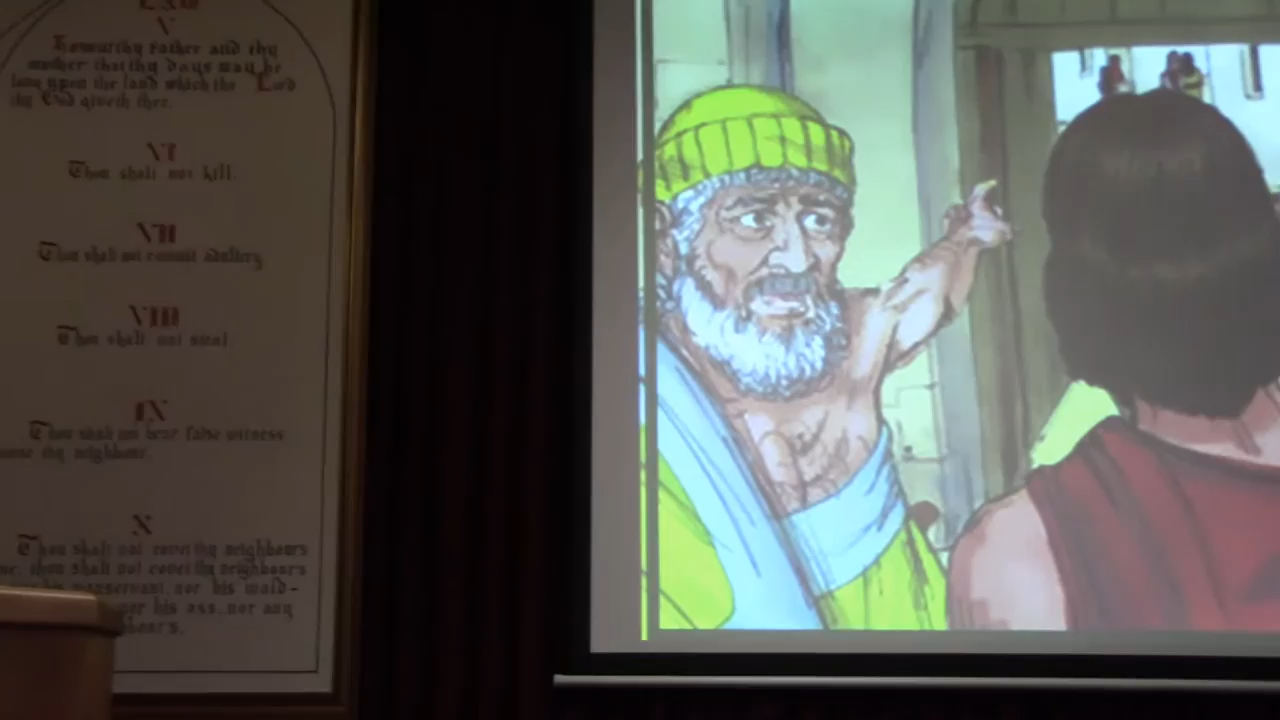 V
Honour thy father and thy
mother: that thy days may be
long upon the land which the Lord
thy God giveth thee.
VI
Thou shalt not kill.
VII
Thou shalt not commit adultery.
VIII
Thou shalt not steal.
IX
Thou shalt not bear false witness
thy neighbour.
X
Thou shalt not covet thy neighbours
thou shalt not covet thy neighbours
manservant, nor his maid-
nor his ass, nor any